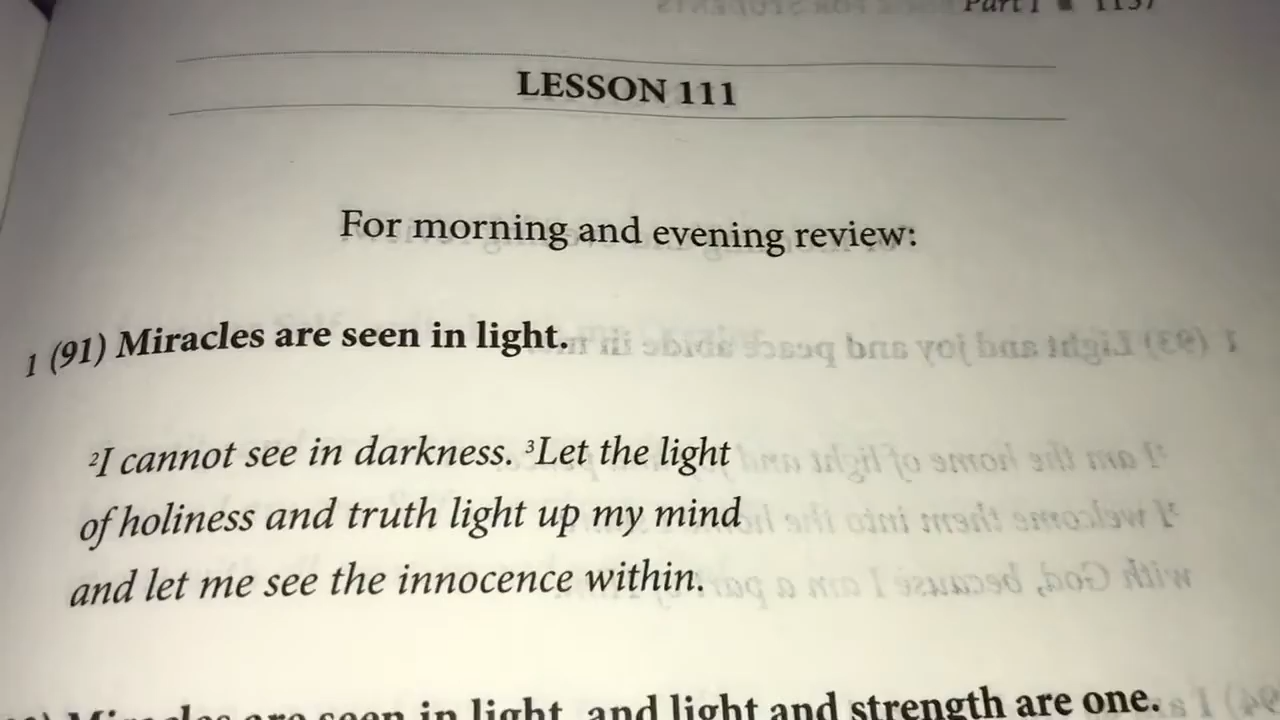 Part I ■ 1137
LESSON 111
For morning and evening review:
1 (91) Miracles are seen in light.
²I cannot see in darkness. ³Let the light
of holiness and truth light up my mind
and let me see the innocence within.
Miracles are seen in light, and light and strength are one.